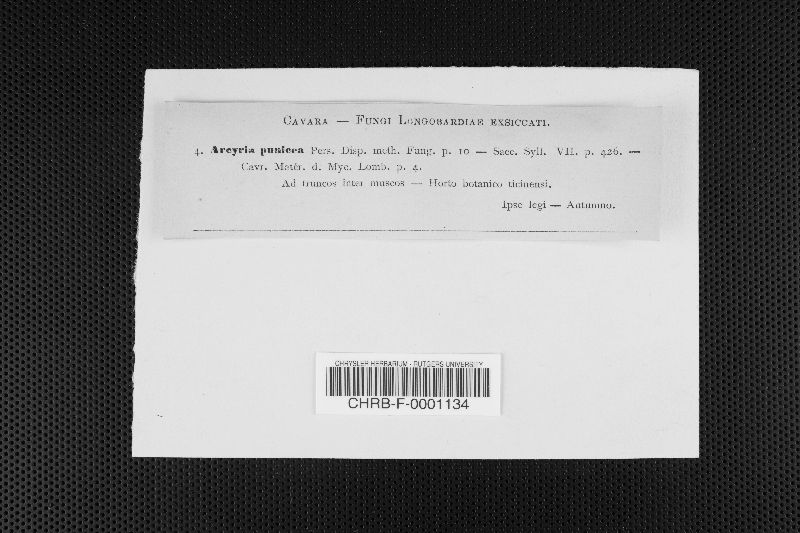 CAVARA — FUNGI LONGOBARDIAE EXSICCATI.
4. Arcyria punicea Pers. Disp. meth. Fung. p. 10 — Sacc. Syll. VII. p. 426. —
Cavr. Matér. d. Myc. Lomb. p. 4.
Ad truncos inter muscos — Horto botanico ticinensi.
Ipse legi — Autumno.
CHRYSLER HERBARIUM - RUTGERS UNIVERSITY
CHRB-F-0001134